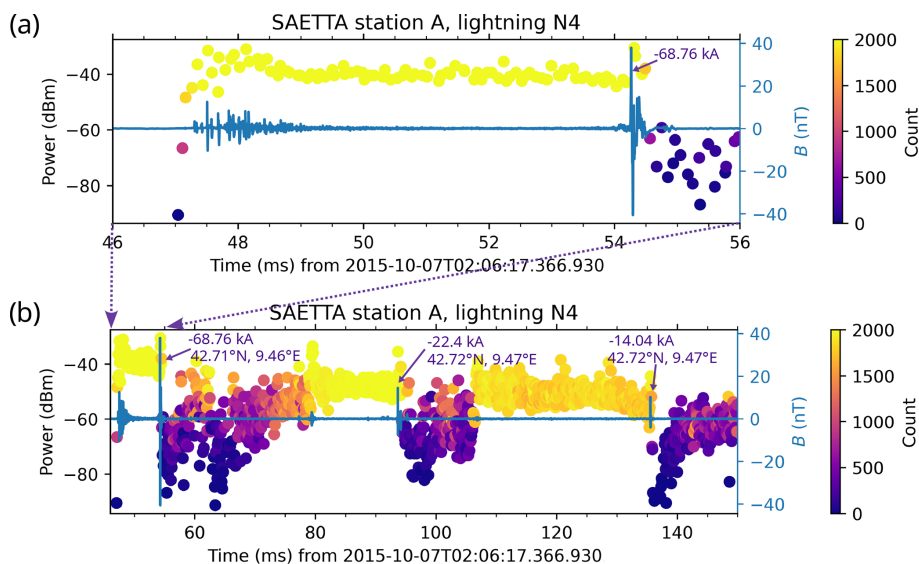 (a)
SAETTA station A, lightning N4
Power (dBm)
−40
−60
−80
-68.76 kA
40
20
0
−20
−40
B (nT)
2000
1500
1000
500
0
Count
46 48 50 52 54 56
Time (ms) from 2015-10-07T02:06:17.366.930
(b)
SAETTA station A, lightning N4
Power (dBm)
−40
−60
−80
-68.76 kA
42.71°N, 9.46°E
-22.4 kA
42.72°N, 9.47°E
-14.04 kA
42.72°N, 9.47°E
40
20
0
−20
−40
B (nT)
2000
1500
1000
500
0
Count
60 80 100 120 140
Time (ms) from 2015-10-07T02:06:17.366.930